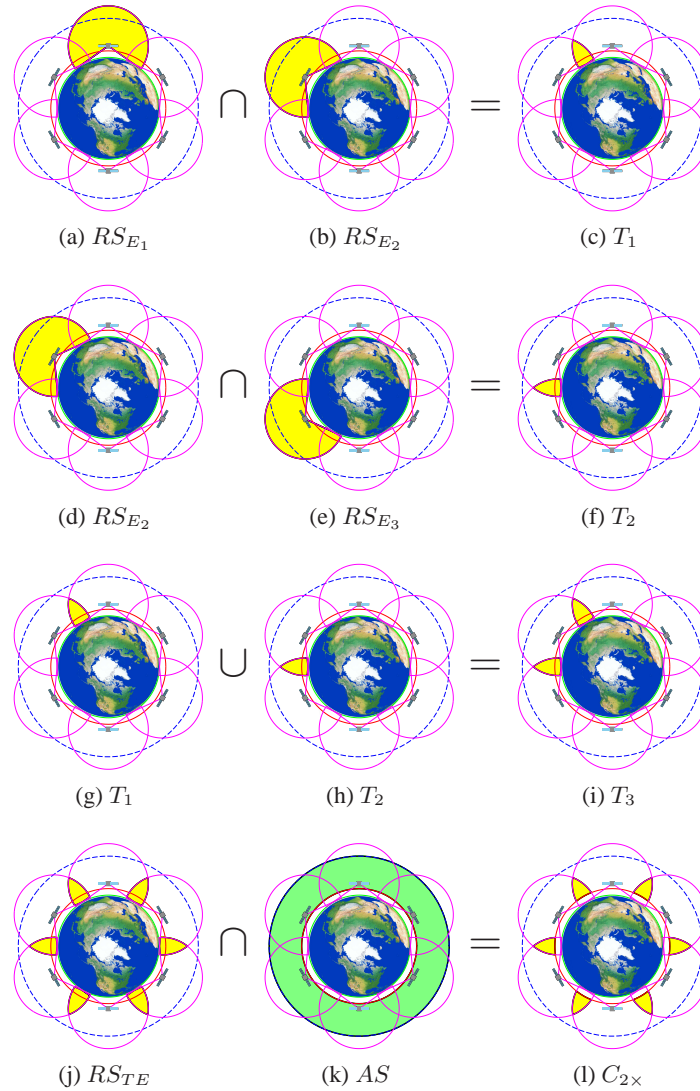 ∩ =
(a) RS_{E_1} (b) RS_{E_2} (c) T_1
∩ =
(d) RS_{E_2} (e) RS_{E_3} (f) T_2
∪ =
(g) T_1 (h) T_2 (i) T_3
∩ =
(j) RS_{TE} (k) AS (l) C_{2×}